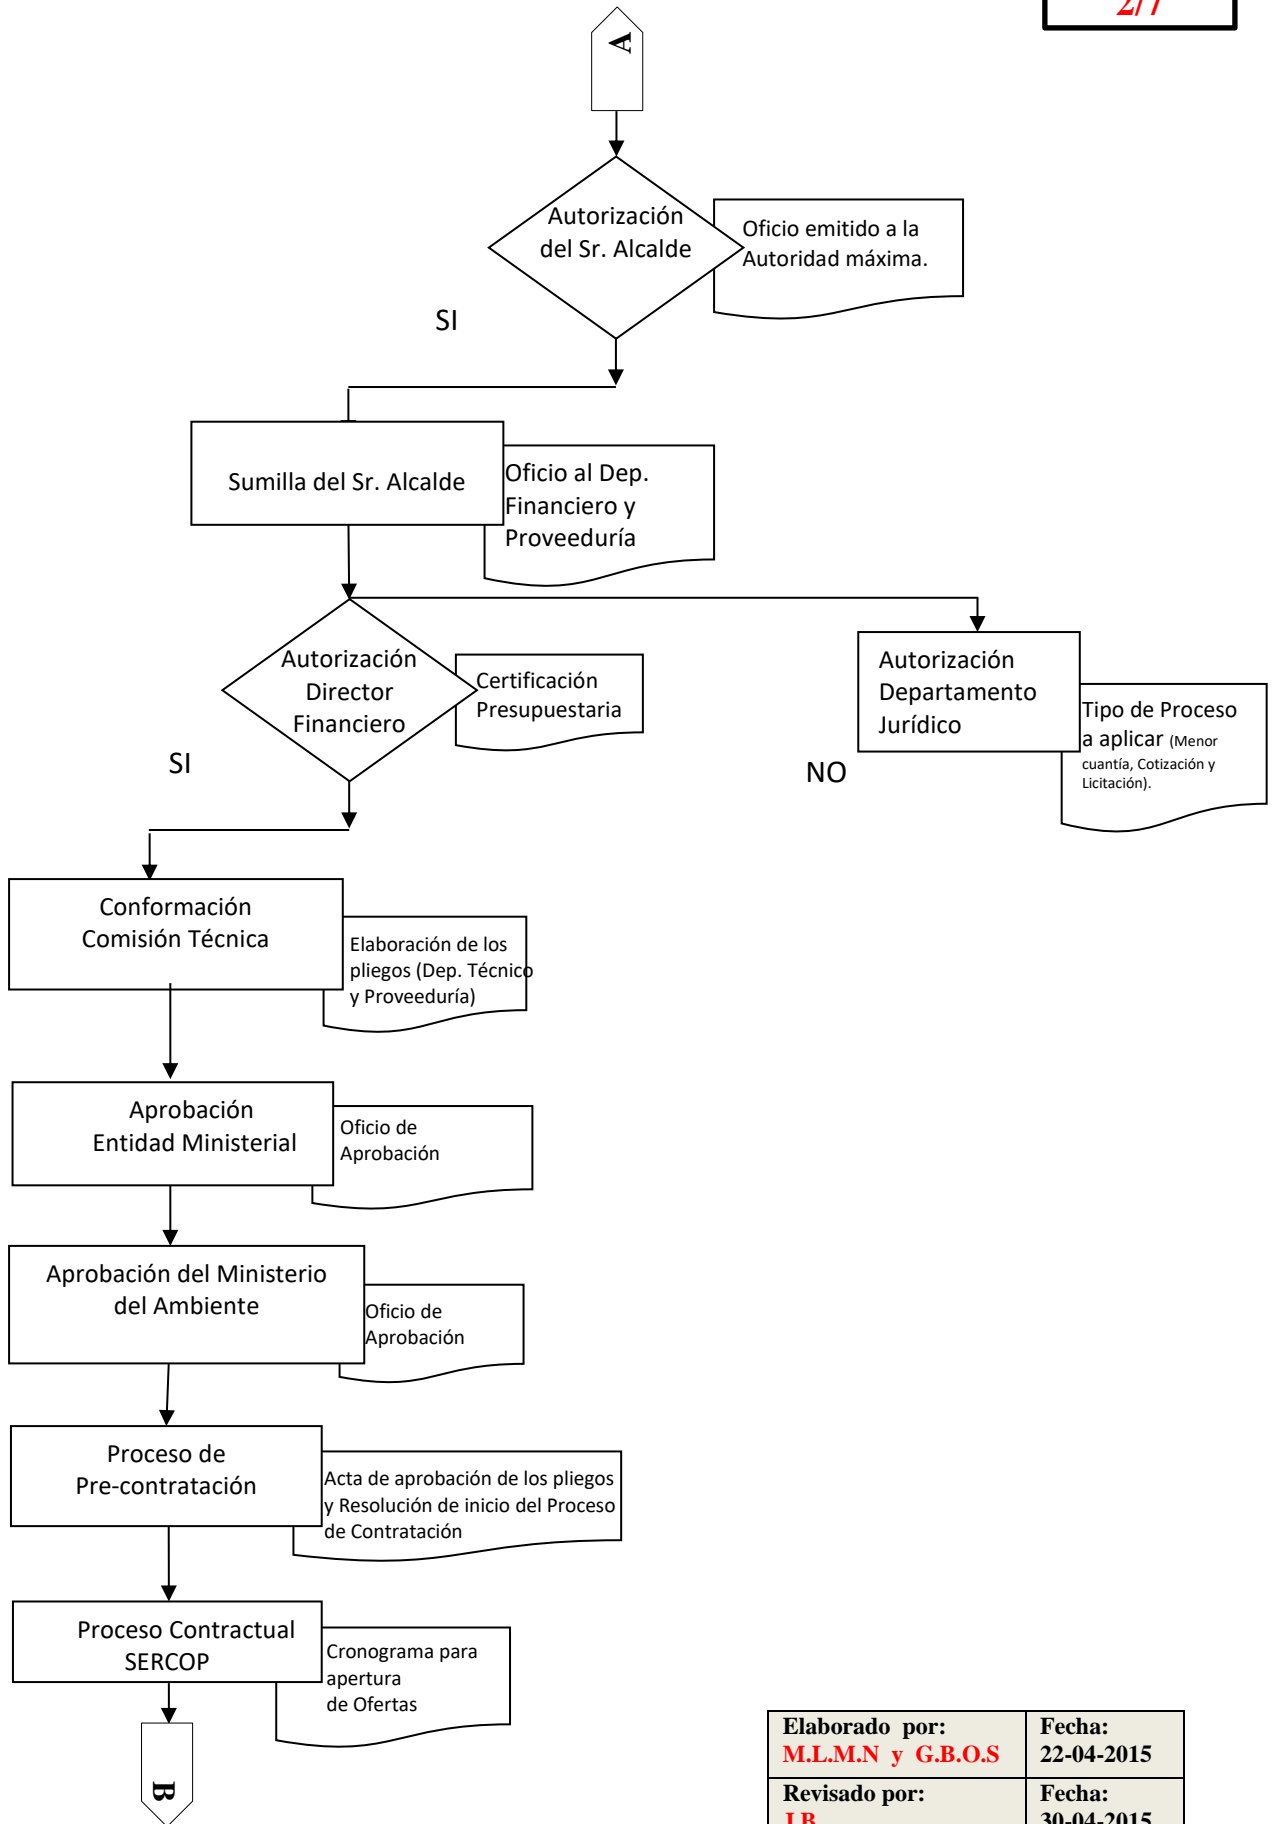 2/7
A
Autorización
del Sr. Alcalde
Oficio emitido a la
Autoridad máxima.
SI
Sumilla del Sr. Alcalde
Oficio al Dep.
Financiero y
Proveeduría
Autorización
Director
Financiero
Certificación
Presupuestaria
Autorización
Departamento
Jurídico
Tipo de Proceso
a aplicar (Menor
cuantía, Cotización y
Licitación).
SI
NO
Conformación
Comisión Técnica
Elaboración de los
pliegos (Dep. Técnico
y Proveeduría)
Aprobación
Entidad Ministerial
Oficio de
Aprobación
Aprobación del Ministerio
del Ambiente
Oficio de
Aprobación
Proceso de
Pre-contratación
Acta de aprobación de los pliegos
y Resolución de inicio del Proceso
de Contratación
Proceso Contractual
SERCOP
Cronograma para
apertura
de Ofertas
B
Elaborado por:
M.L.M.N y G.B.O.S
Fecha:
22-04-2015
Revisado por:
Fecha:
30-04-2015